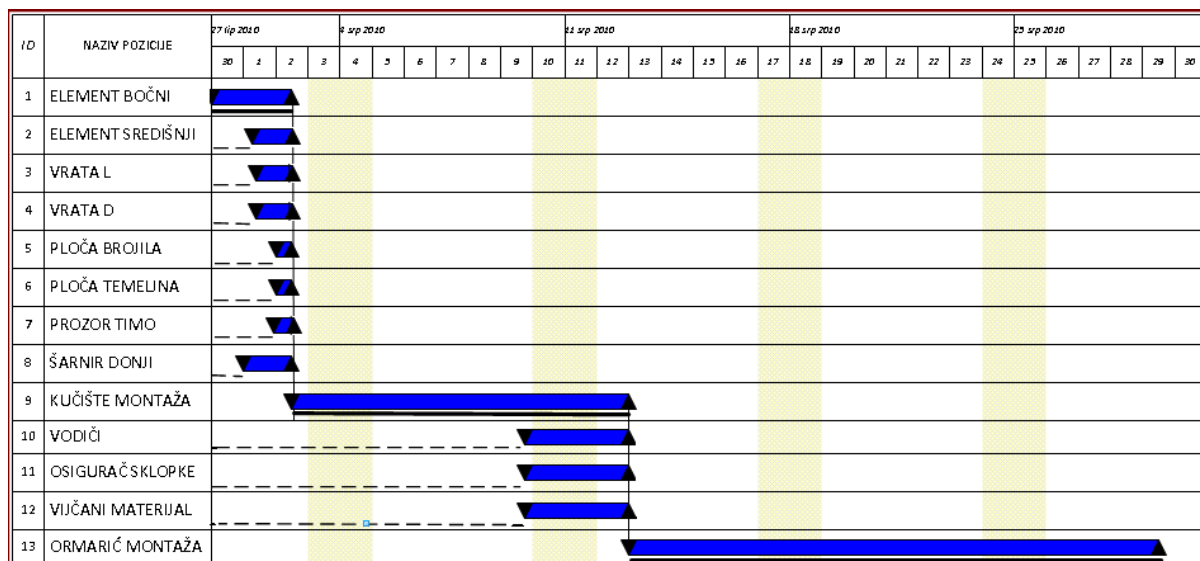 ID NAZIV POZICIJE 27 lip 2010 4 srp 2010 11 srp 2010 18 srp 2010 25 srp 2010
30 1 2 3 4 5 6 7 8 9 10 11 12 13 14 15 16 17 18 19 20 21 22 23 24 25 26 27 28 29 30
1 ELEMENT BOČNI
2 ELEMENT SREDIŠNJI
3 VRATA L
4 VRATA D
5 PLOČA BROJILA
6 PLOČA TEMELJNA
7 PROZOR TIMO
8 ŠARNIR DONJI
9 KUČIŠTE MONTAŽA
10 VODIČI
11 OSIGURAČ SKLOPKE
12 VIJČANI MATERIJAL
13 ORMARIĆ MONTAŽA